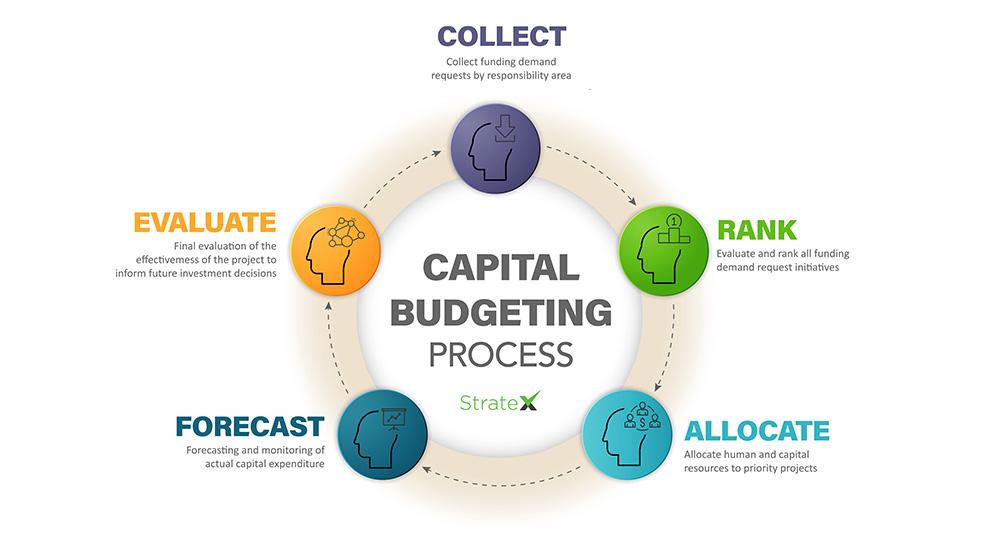 COLLECT
Collect funding demand
requests by responsibility area
1
RANK
Evaluate and rank all funding
demand request initiatives
$
ALLOCATE
Allocate human and capital
resources to priority projects
FORECAST
Forecasting and monitoring of
actual capital expenditure
EVALUATE
Final evaluation of the
effectiveness of the project to
inform future investment decisions
CAPITAL
BUDGETING
PROCESS
StrateX